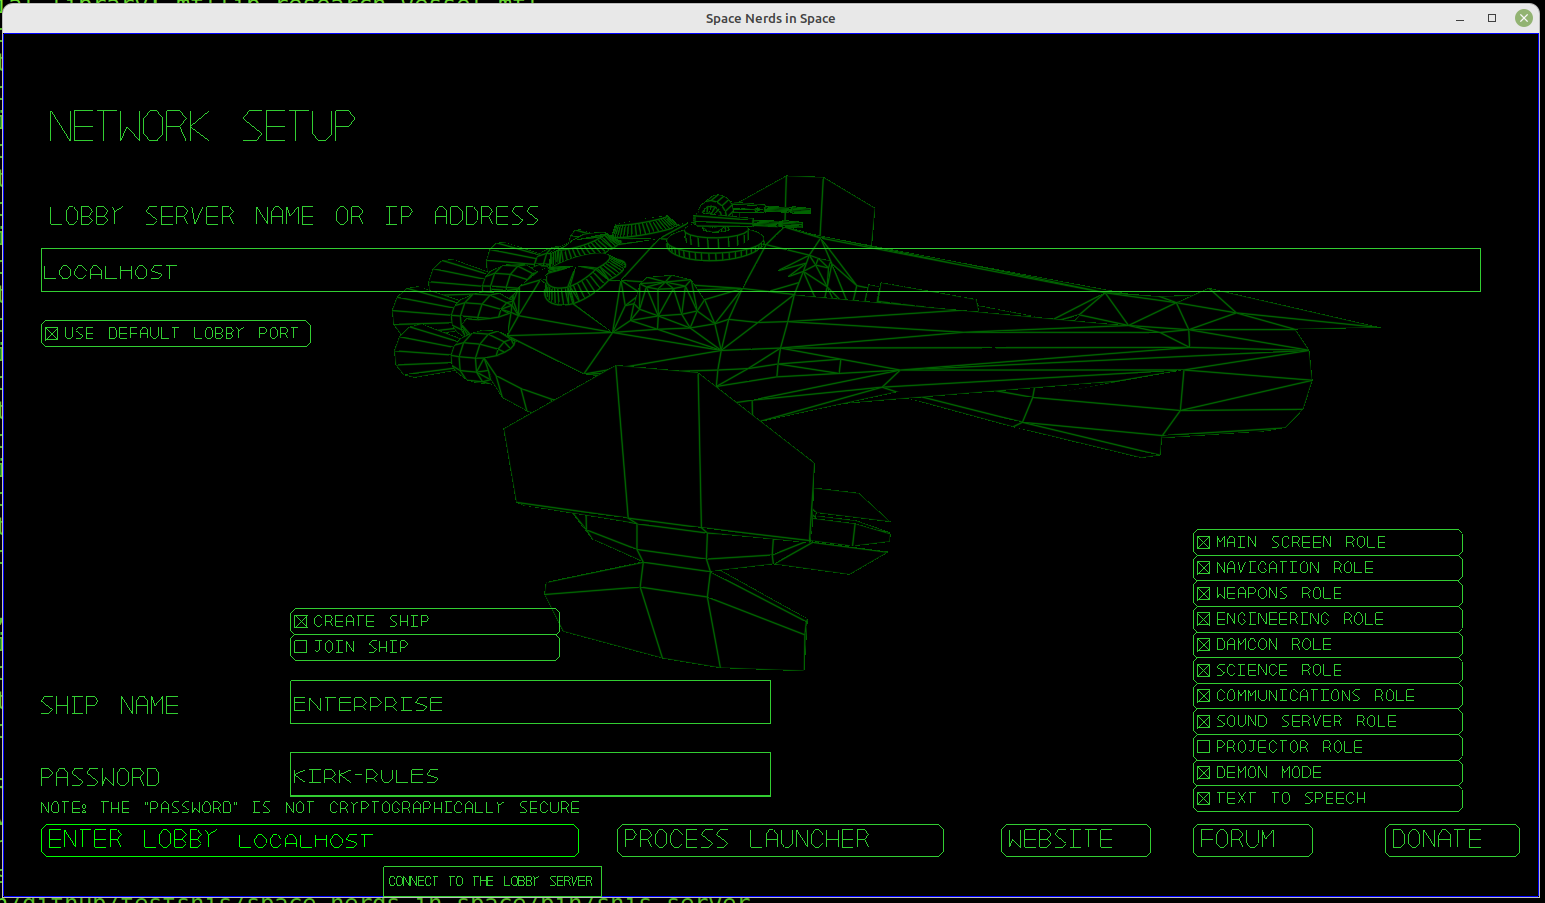 Space Nerds in Space
NETWORK SETUP
LOBBY SERVER NAME OR IP ADDRESS
LOCALHOST
USE DEFAULT LOBBY PORT
MAIN SCREEN ROLE
NAVIGATION ROLE
WEAPONS ROLE
ENGINEERING ROLE
DAMCON ROLE
SCIENCE ROLE
COMMUNICATIONS ROLE
SOUND SERVER ROLE
PROJECTOR ROLE
DEMON MODE
TEXT TO SPEECH
CREATE SHIP
JOIN SHIP
SHIP NAME
ENTERPRISE
PASSWORD
KIRK-RULES
NOTE: THE "PASSWORD" IS NOT CRYPTOGRAPHICALLY SECURE
ENTER LOBBY LOCALHOST
PROCESS LAUNCHER
WEBSITE
FORUM
DONATE
CONNECT TO THE LOBBY SERVER